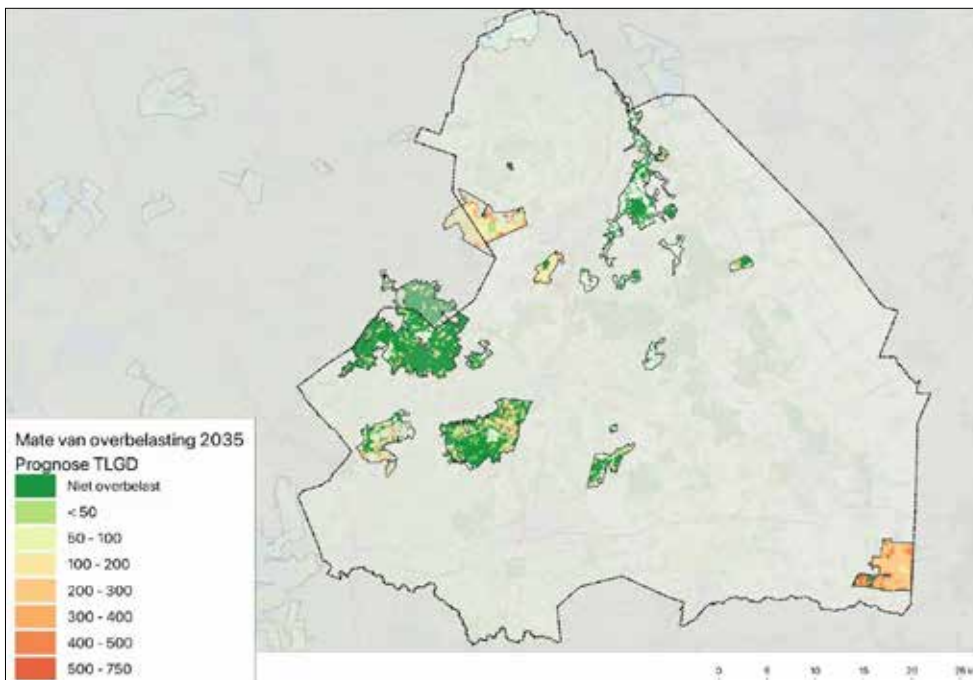 Mate van overbelasting 2035
Prognose TLGD
Niet overbelast
< 50
50 - 100
100 - 200
200 - 300
300 - 400
400 - 500
500 - 750
0 5 10 15 20 25 k